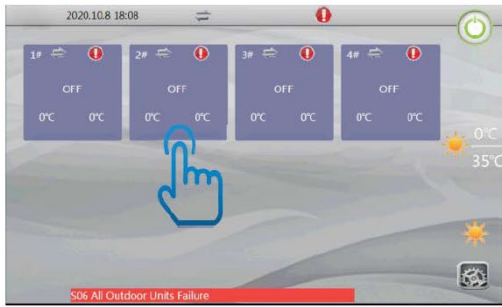 2020.10.8 18:08
1# 2# 3# 4#
OFF OFF OFF OFF
0℃ 0℃ 0℃ 0℃ 0℃ 0℃ 0℃ 0℃
0℃
35℃
S06 All Outdoor Units Failure